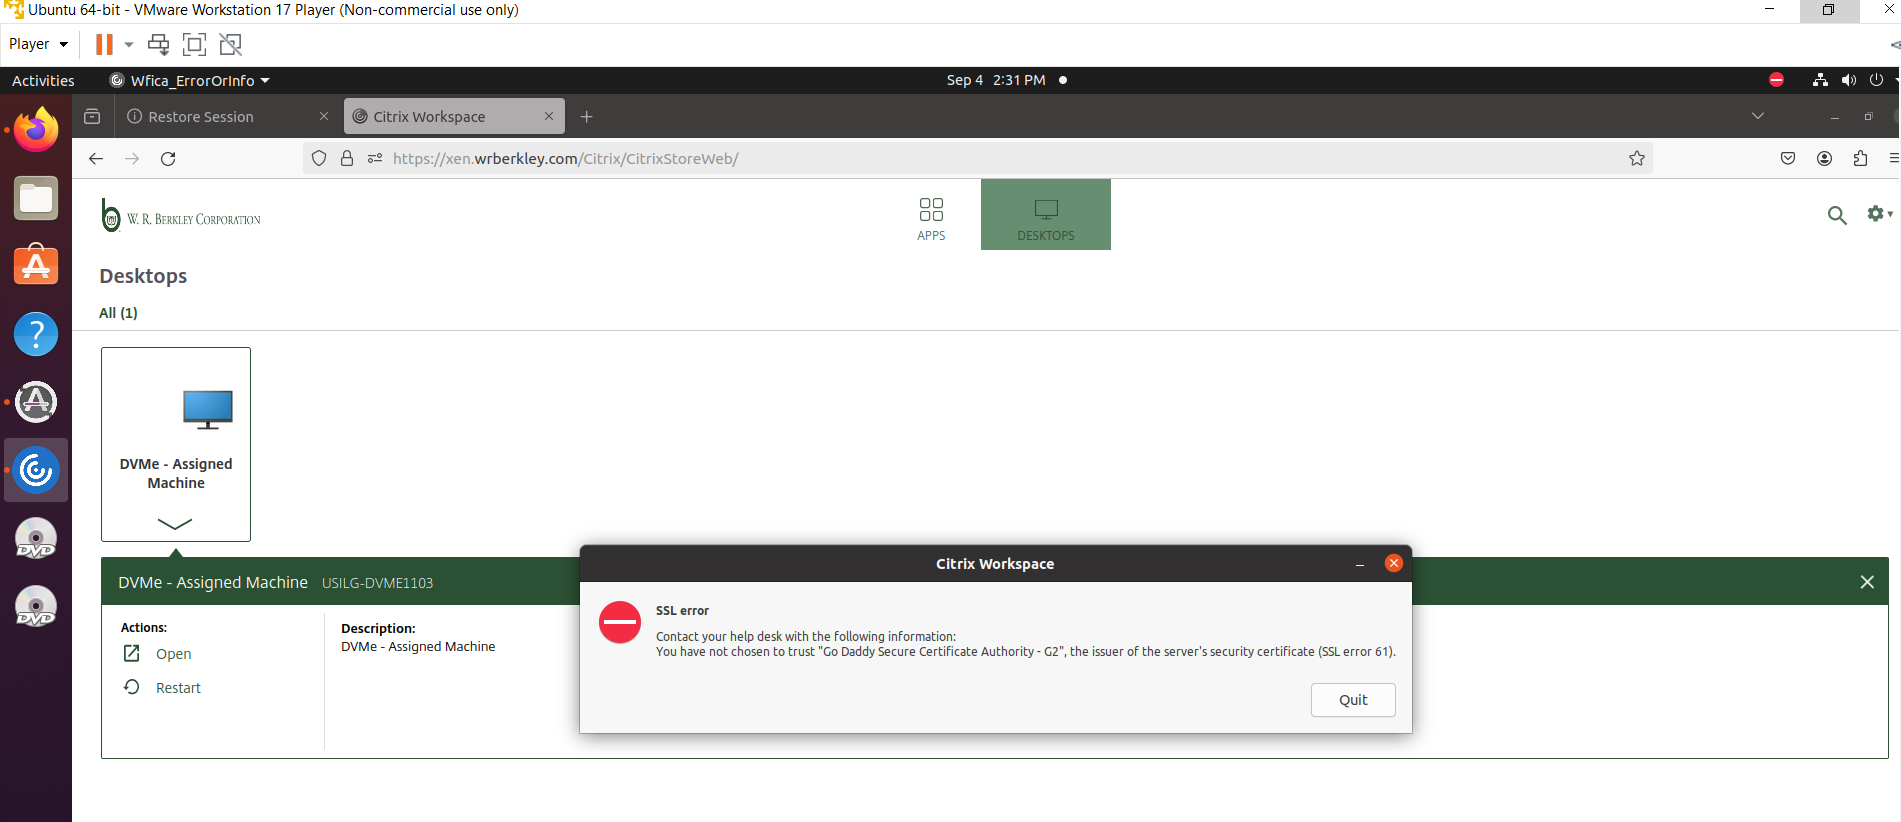 Ubuntu 64-bit - VMware Workstation 17 Player (Non-commercial use only)
Player
Activities
Wfica_ErrorOrInfo
Sep 4 2:31 PM
Restore Session
Citrix Workspace
https://xen.wrberkley.com/Citrix/CitrixStoreWeb/
W. R. BERKLEY CORPORATION
APPS
DESKTOPS
Desktops
All (1)
DVMe - Assigned
Machine
DVD
DVD
DVMe - Assigned Machine USILG-DVME1103
Actions:
Open
Restart
Description:
DVMe - Assigned Machine
Citrix Workspace
SSL error
Contact your help desk with the following information:
You have not chosen to trust "Go Daddy Secure Certificate Authority - G2", the issuer of the server's security certificate (SSL error 61).
Quit